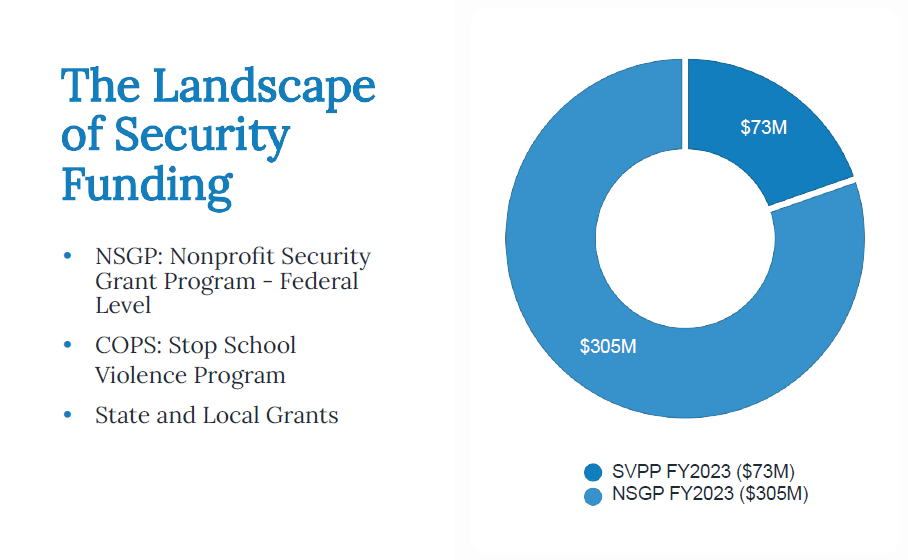 The Landscape
of Security
Funding
• NSGP: Nonprofit Security
Grant Program - Federal
Level
• COPS: Stop School
Violence Program
• State and Local Grants
$73M
$305M
SVPP FY2023 ($73M)
NSGP FY2023 ($305M)